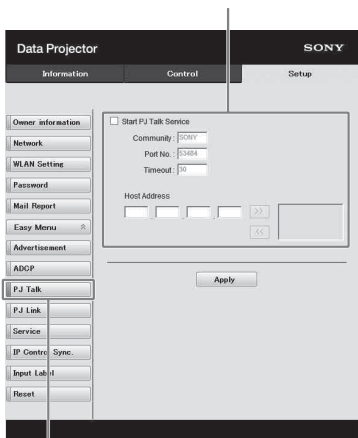 Data Projector
SONY
Information
Control
Setup
Owner information
Network
WLAN Setting
Password
Mail Report
Easy Menu
Advertisement
ADCP
PJ Talk
PJ Link
Service
IP Control Sync.
Input Label
Reset
Start PJ Talk Service
Community: SONY
Port No. : 53484
Timeout: 30
Host Address
. . .
>>
<<
Apply